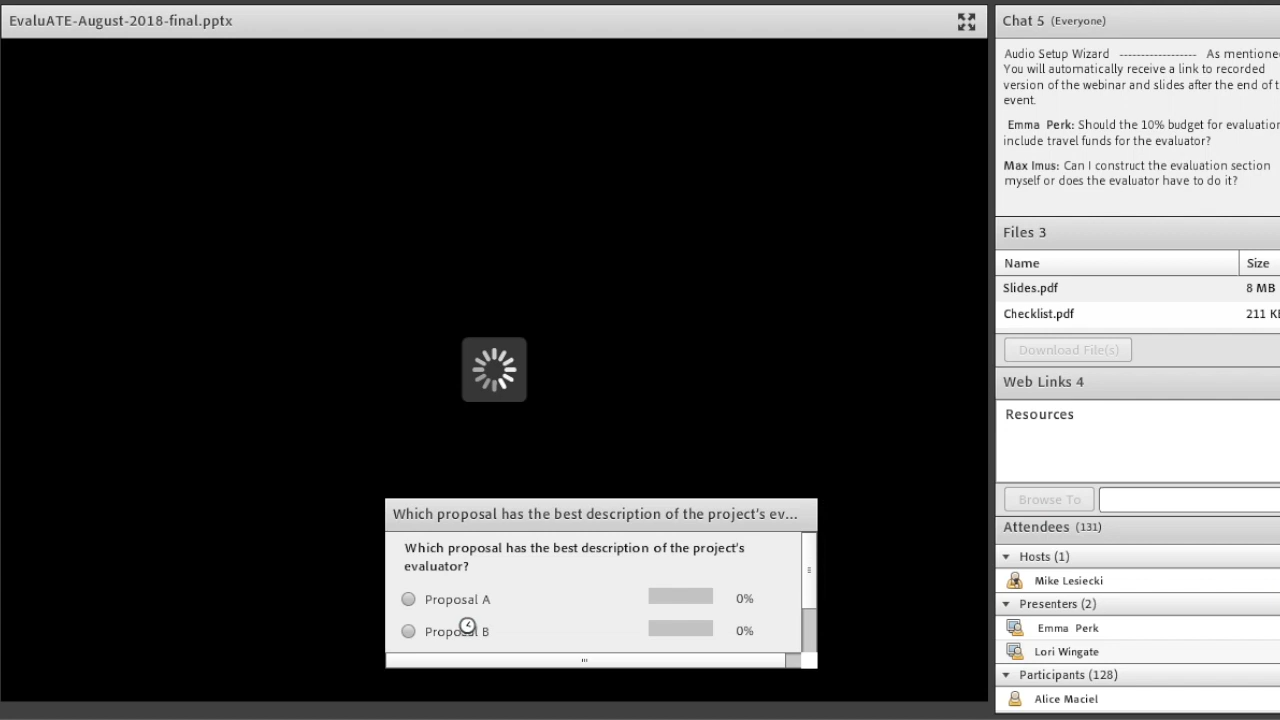 EvaluATE-August-2018-final.pptx
Chat 5 (Everyone)
Audio Setup Wizard ------------------ As mentione
You will automatically receive a link to recorded
version of the webinar and slides after the end of t
event.
Emma Perk: Should the 10% budget for evaluation
include travel funds for the evaluator?
Max Imus: Can I construct the evaluation section
myself or does the evaluator have to do it?
Files 3
Name Size
Slides.pdf 8 MB
Checklist.pdf 211 KB
Download File(s)
Web Links 4
Resources
Browse To
Attendees (131)
Hosts (1)
Mike Lesiecki
Presenters (2)
Emma Perk
Lori Wingate
Participants (128)
Alice Maciel
Which proposal has the best description of the project's ev...
Which proposal has the best description of the project's
evaluator?
Proposal A 0%
Proposal B 0%